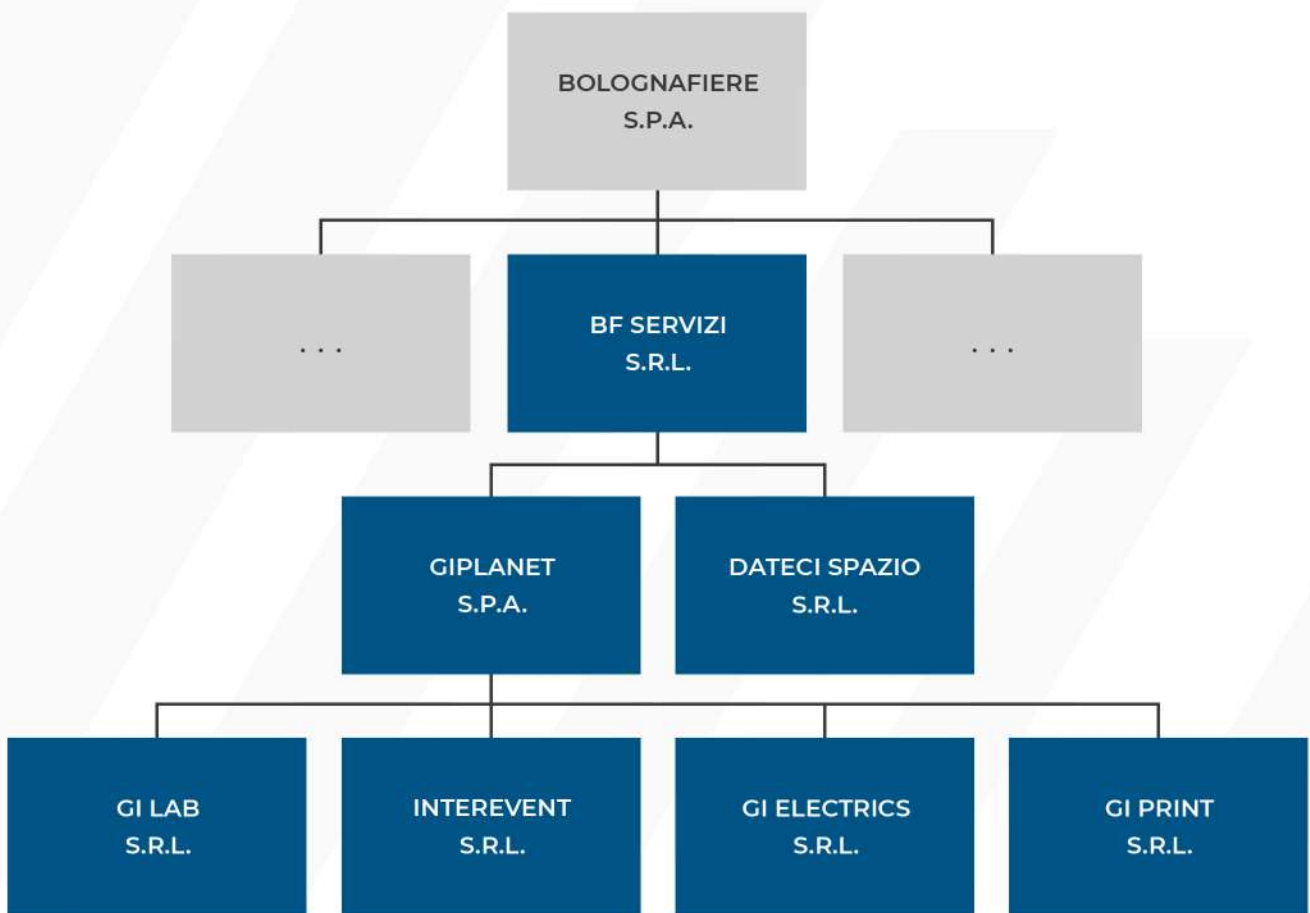 BOLOGNAFIERE
S.P.A.
. . .
BF SERVIZI
S.R.L.
. . .
GIPLANET
S.P.A.
DATECI SPAZIO
S.R.L.
GI LAB
S.R.L.
INTEREVENT
S.R.L.
GI ELECTRICS
S.R.L.
GI PRINT
S.R.L.